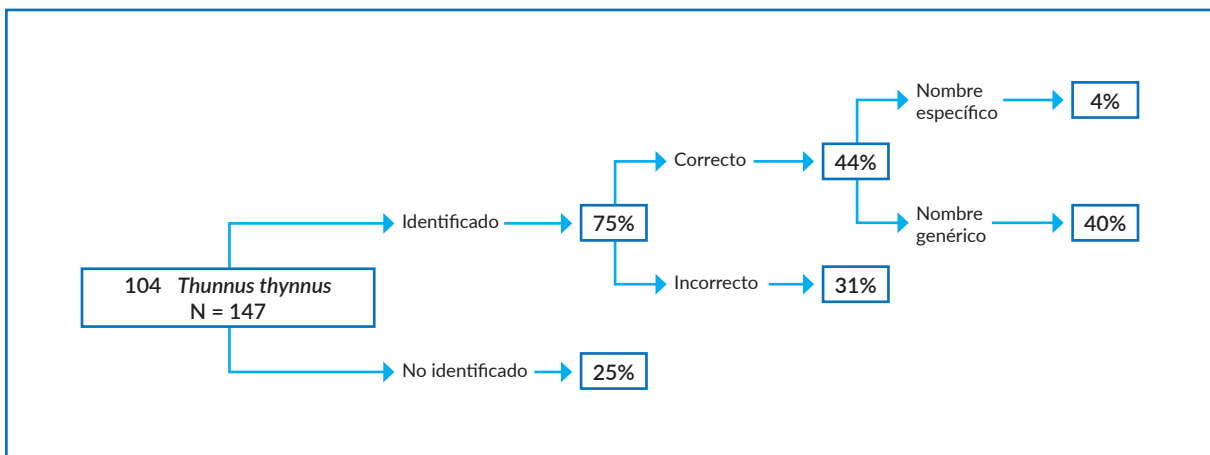 104 Thunnus thynnus
N = 147
Identificado
75%
No identificado
25%
Correcto
44%
Incorrecto
31%
Nombre
específico
4%
Nombre
genérico
40%